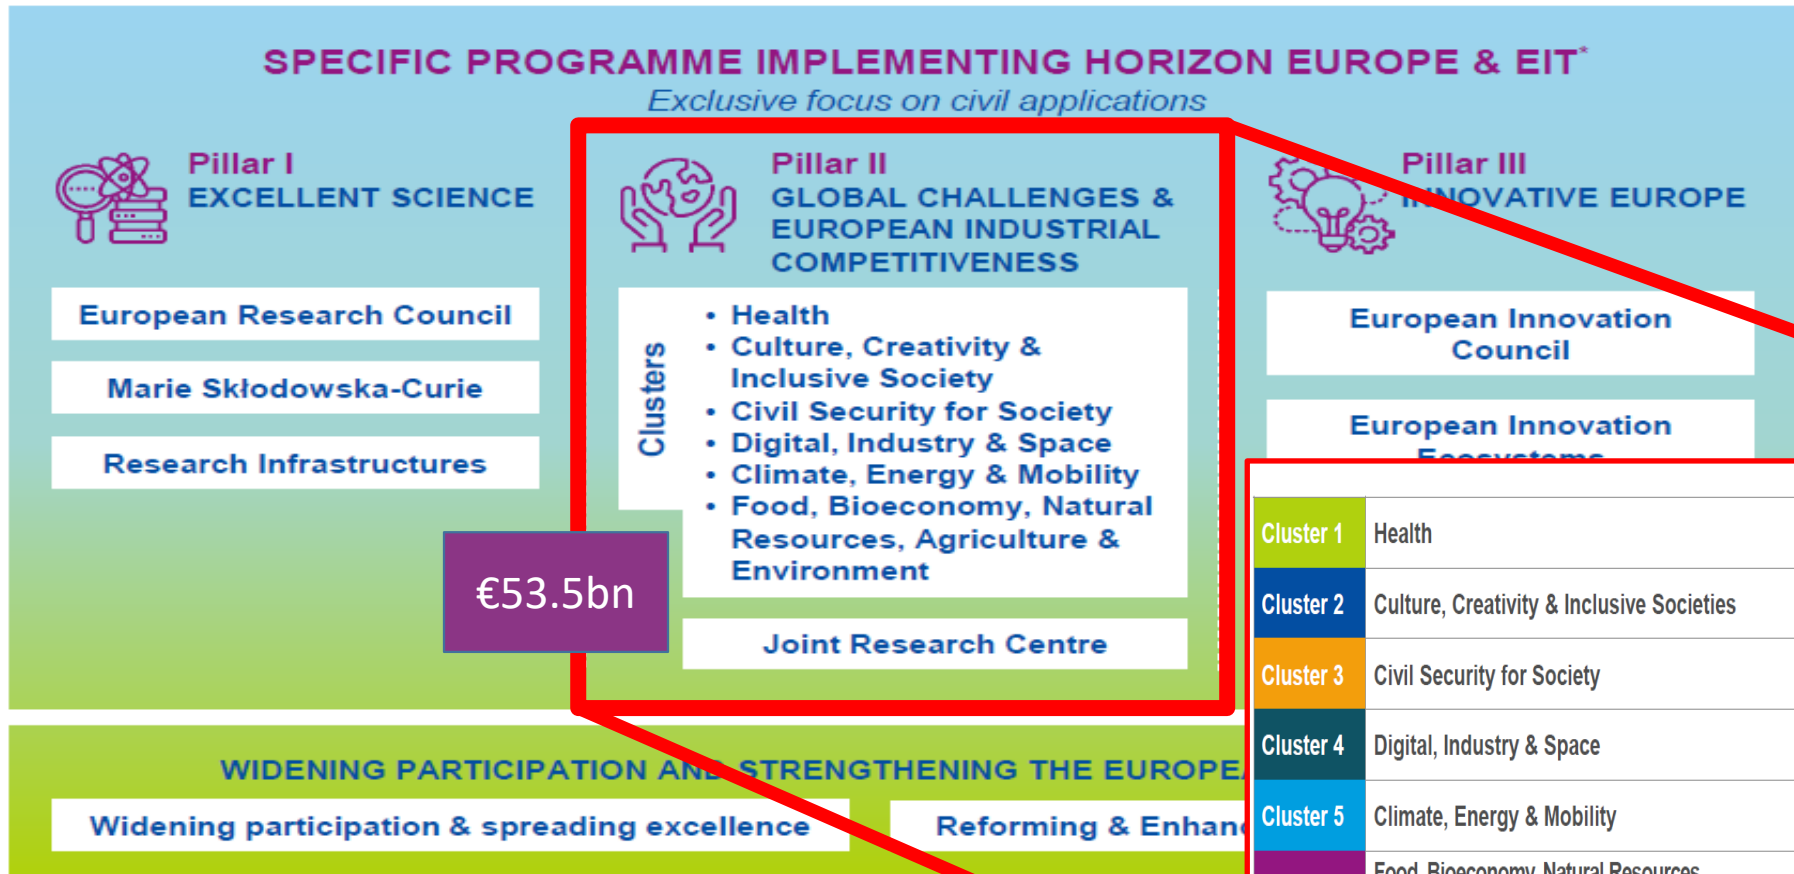 SPECIFIC PROGRAMME IMPLEMENTING HORIZON EUROPE & EIT*
Exclusive focus on civil applications
Pillar I
EXCELLENT SCIENCE
European Research Council
Marie Skłodowska-Curie
Research Infrastructures
Pillar II
GLOBAL CHALLENGES &
EUROPEAN INDUSTRIAL
COMPETITIVENESS
Clusters
• Health
• Culture, Creativity &
Inclusive Society
• Civil Security for Society
• Digital, Industry & Space
• Climate, Energy & Mobility
• Food, Bioeconomy, Natural
Resources, Agriculture &
Environment
Joint Research Centre
€53.5bn
Pillar III
INNOVATIVE EUROPE
European Innovation
Council
European Innovation
Ecosystems
WIDENING PARTICIPATION AND STRENGTHENING THE
Widening participation & spreading excellence
Reforming &
Cluster 1 Health
Cluster 2 Culture, Creativity & Inclusive Societies
Cluster 3 Civil Security for Society
Cluster 4 Digital, Industry & Space
Cluster 5 Climate, Energy & Mobility
Food, Bioeconomy, Natural Resources